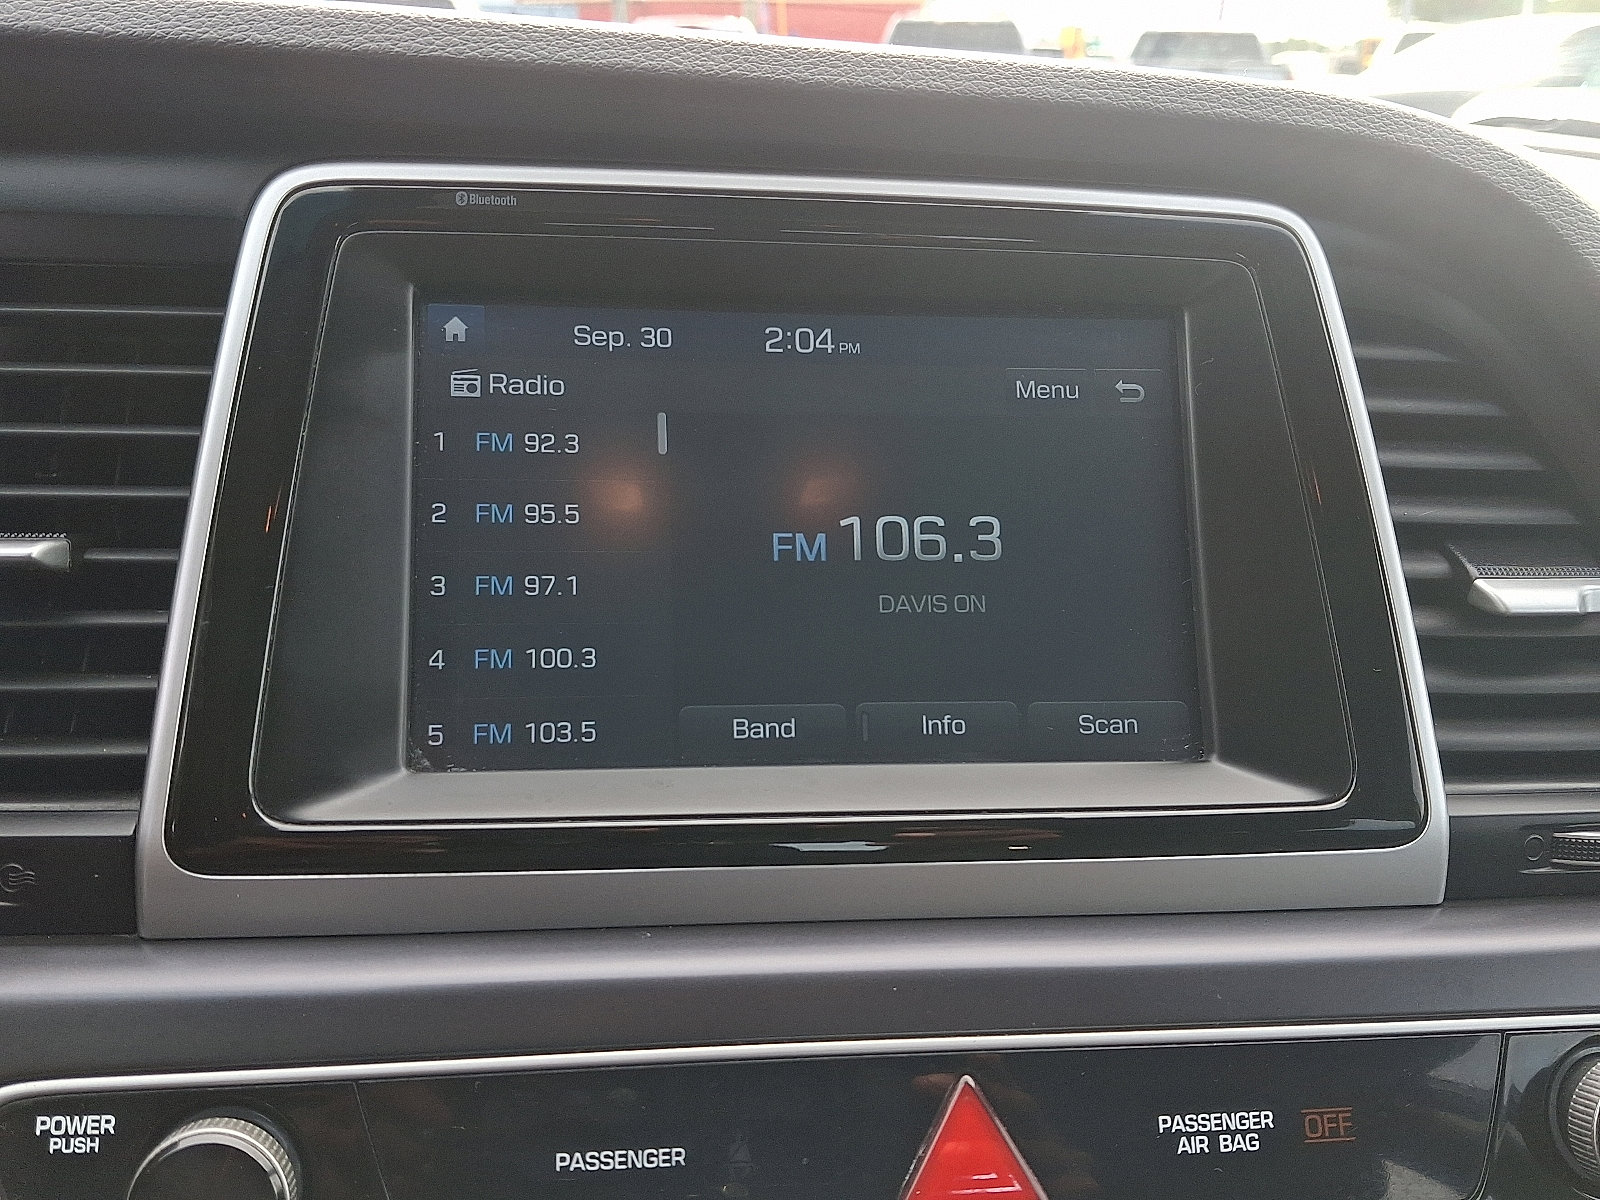 Bluetooth
Sep. 30 2:04 PM
Radio Menu
1 FM 92.3
2 FM 95.5
3 FM 97.1
4 FM 100.3
5 FM 103.5
FM 106.3
DAVIS ON
Band Info Scan
POWER
PUSH
PASSENGER
PASSENGER
AIR BAG
OFF